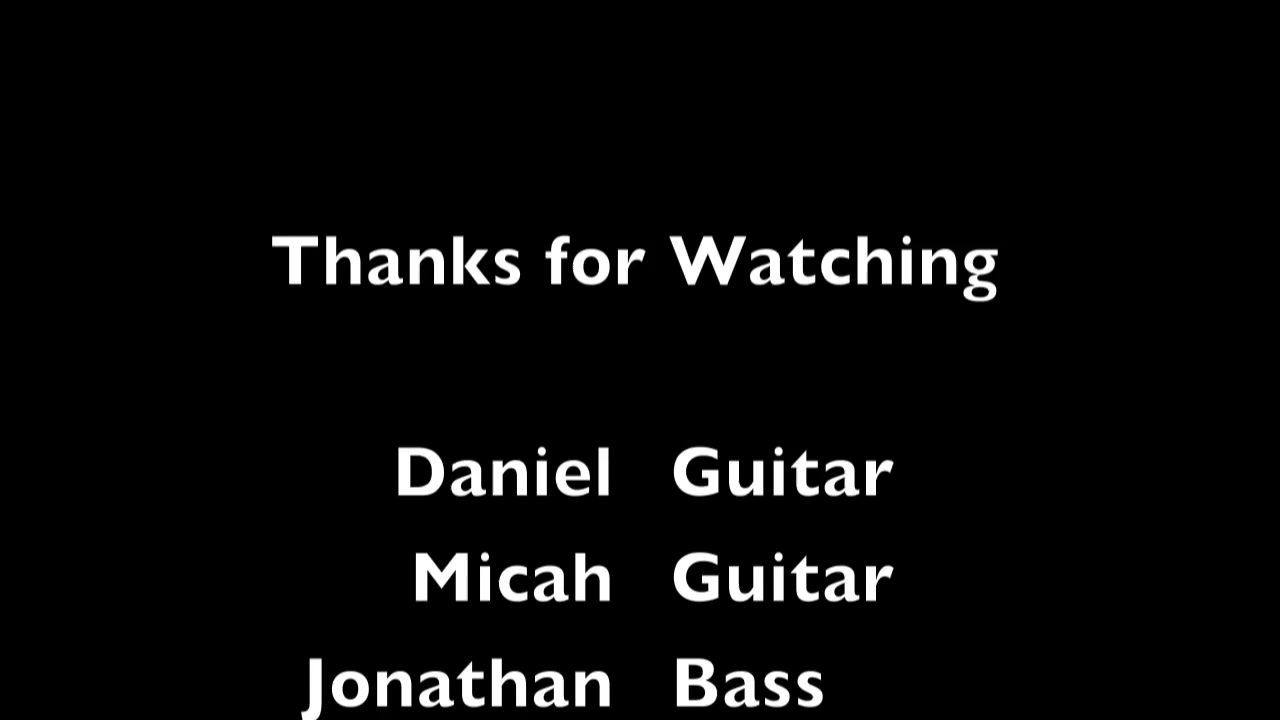 Thanks for Watching
Daniel Guitar
Micah Guitar
Jonathan Bass